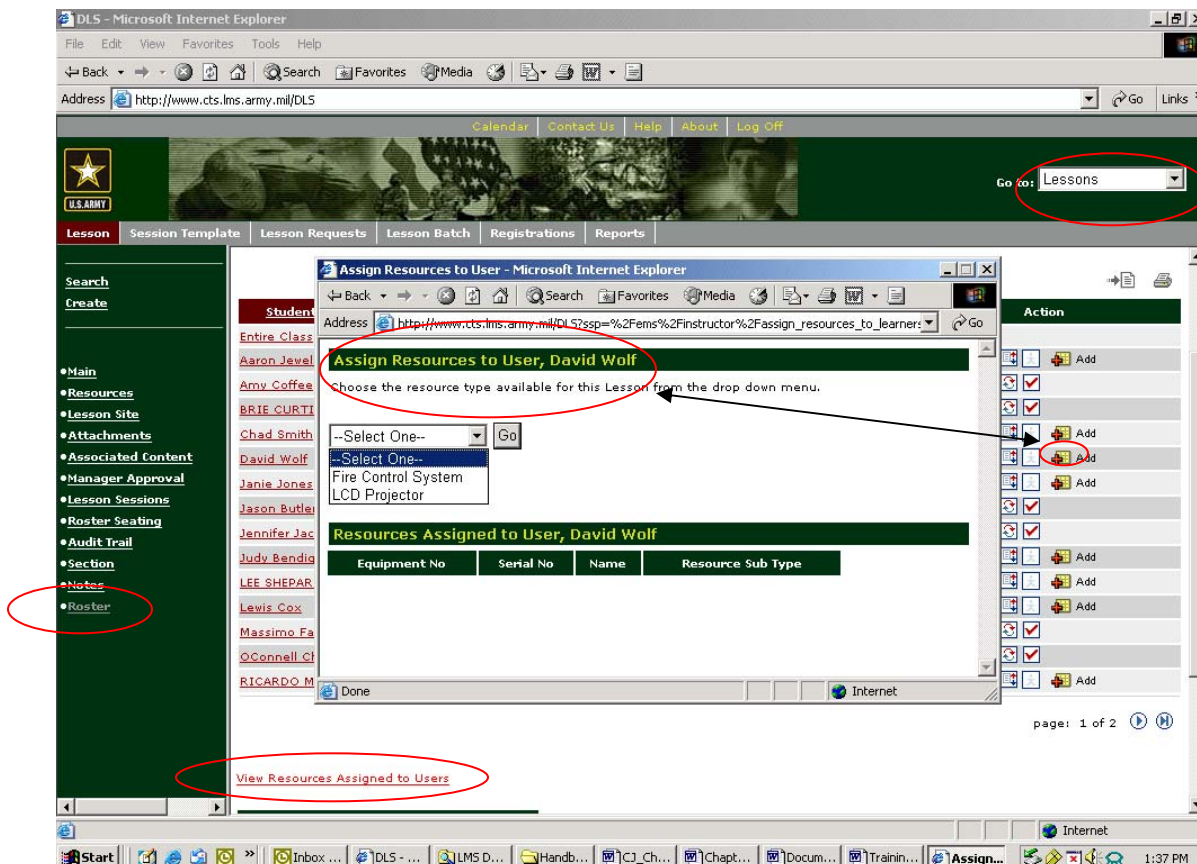 DLS - Microsoft Internet Explorer
File Edit View Favorites Tools Help
Back Search Favorites Media
Address http://www.cts.lms.army.mil/DLS Go Links
Calendar Contact Us Help About Log Off
U.S.ARMY
Go to: Lessons
Lesson Session Template Lesson Requests Lesson Batch Registrations Reports
Search
Create
Main
Resources
Lesson Site
Attachments
Associated Content
Manager Approval
Lesson Sessions
Roster Seating
Audit Trail
Section
Notes
Roster
Student Action
Entire Class
Aaron Jewel Add
Amy Coffee
BRIE CURTI
Chad Smith Add
David Wolf Add
Janie Jones Add
Jason Butler
Jennifer Jac
Judy Bendig Add
LEE SHEPAR Add
Lewis Cox Add
Massimo Fa
OConnell Ch
RICARDO M Add
Assign Resources to User - Microsoft Internet Explorer
Back Search Favorites Media
Address http://www.cts.lms.army.mil/DLS?ssp=%2Fems%2Finstructor%2Fassign_resources_to_learners Go
Assign Resources to User, David Wolf
Choose the resource type available for this Lesson from the drop down menu.
--Select One-- Go
--Select One--
Fire Control System
LCD Projector
Resources Assigned to User, David Wolf
Equipment No Serial No Name Resource Sub Type
Done Internet
page: 1 of 2
View Resources Assigned to Users
Internet
Start » Inbox ... DLS - ... LMS D... Handb... CJ_Ch... Chapt... Docum... Trainin... Assign... 1:37 PM